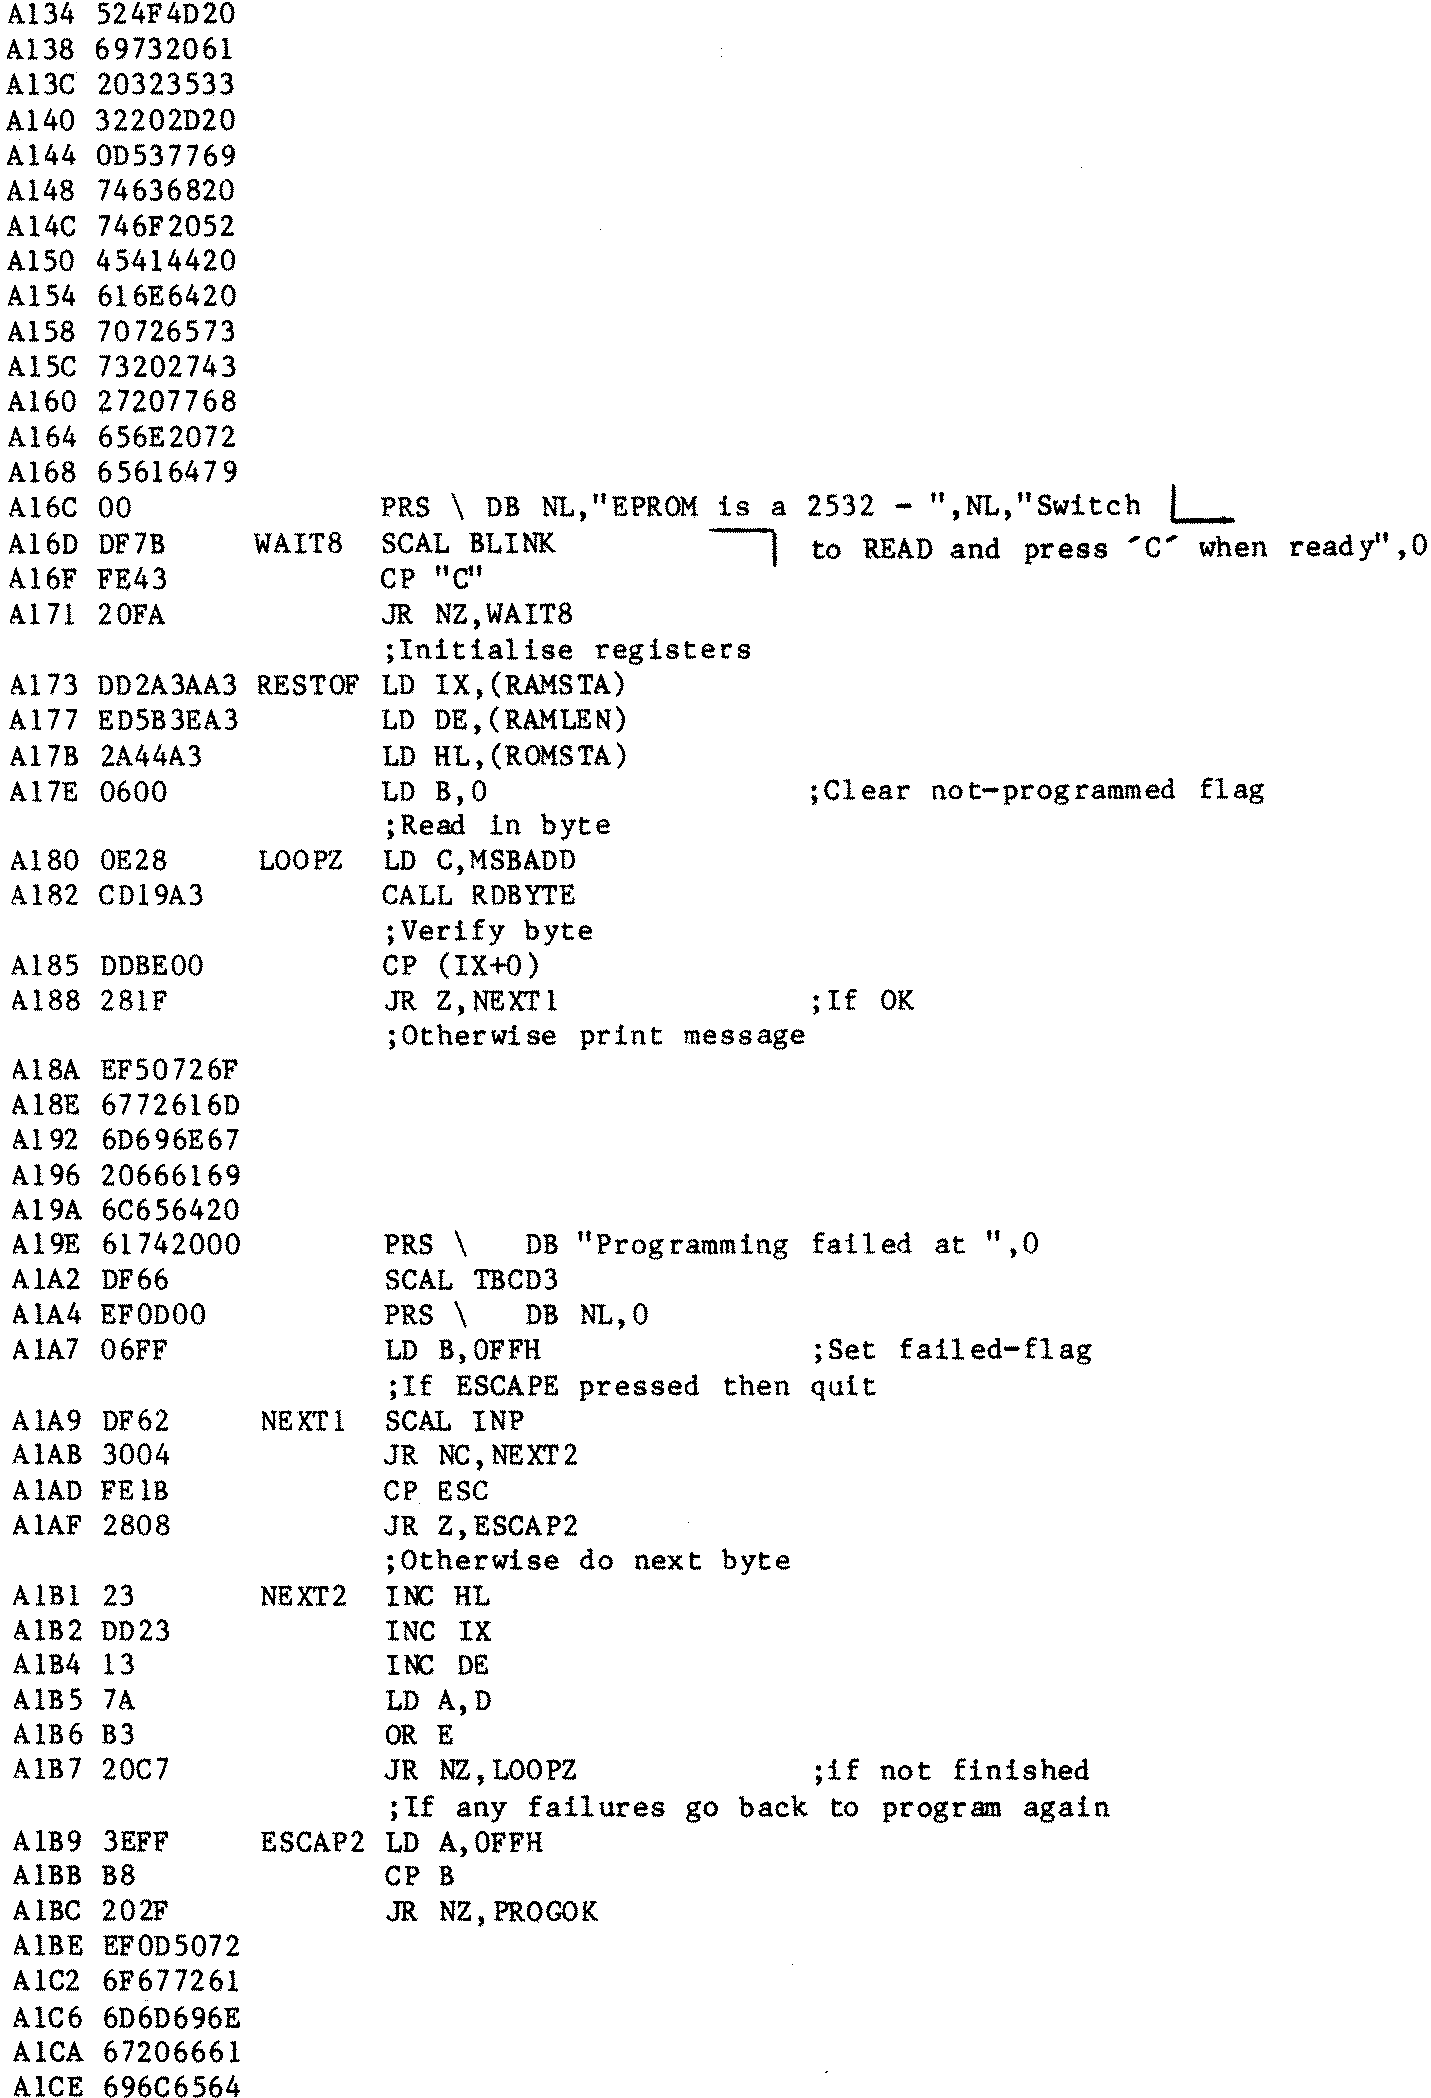 A134 524F4D20
A138 69732061
A13C 20323533
A140 32202D20
A144 0D537769
A148 74636820
A14C 746F2052
A150 45414420
A154 616E6420
A158 70726573
A15C 73202743
A160 27207768
A164 656E2072
A168 65616479
A16C 00 PRS \ DB NL,"EPROM is a 2532 - ",NL,"Switch
A16D DF7B WAIT8 SCAL BLINK to READ and press ´C´ when ready",0
A16F FE43 CP "C"
A171 20FA JR NZ,WAIT8
;Initialise registers
A173 DD2A3AA3 RESTOF LD IX,(RAMSTA)
A177 ED5B3EA3 LD DE,(RAMLEN)
A17B 2A44A3 LD HL,(ROMSTA)
A17E 0600 LD B,0 ;Clear not-programmed flag
;Read in byte
A180 0E28 LOOPZ LD C,MSBADD
A182 CD19A3 CALL RDBYTE
;Verify byte
A185 DDBE00 CP (IX+0)
A188 281F JR Z,NEXT1 ;If OK
;Otherwise print message
A18A EF50726F
A18E 6772616D
A192 6D696E67
A196 20666169
A19A 6C656420
A19E 61742000 PRS \ DB "Programming failed at ",0
A1A2 DF66 SCAL TBCD3
A1A4 EF0D00 PRS \ DB NL,0
A1A7 06FF LD B,0FFH ;Set failed-flag
;If ESCAPE pressed then quit
A1A9 DF62 NEXT1 SCAL INP
A1AB 3004 JR NC,NEXT2
A1AD FE1B CP ESC
A1AF 2808 JR Z,ESCAP2
;Otherwise do next byte
A1B1 23 NEXT2 INC HL
A1B2 DD23 INC IX
A1B4 13 INC DE
A1B5 7A LD A,D
A1B6 B3 OR E
A1B7 20C7 JR NZ,LOOPZ ;if not finished
;If any failures go back to program again
A1B9 3EFF ESCAP2 LD A,0FFH
A1BB B8 CP B
A1BC 202F JR NZ,PROGOK
A1BE EF0D5072
A1C2 6F677261
A1C6 6D6D696E
A1CA 67206661
A1CE 696C6564